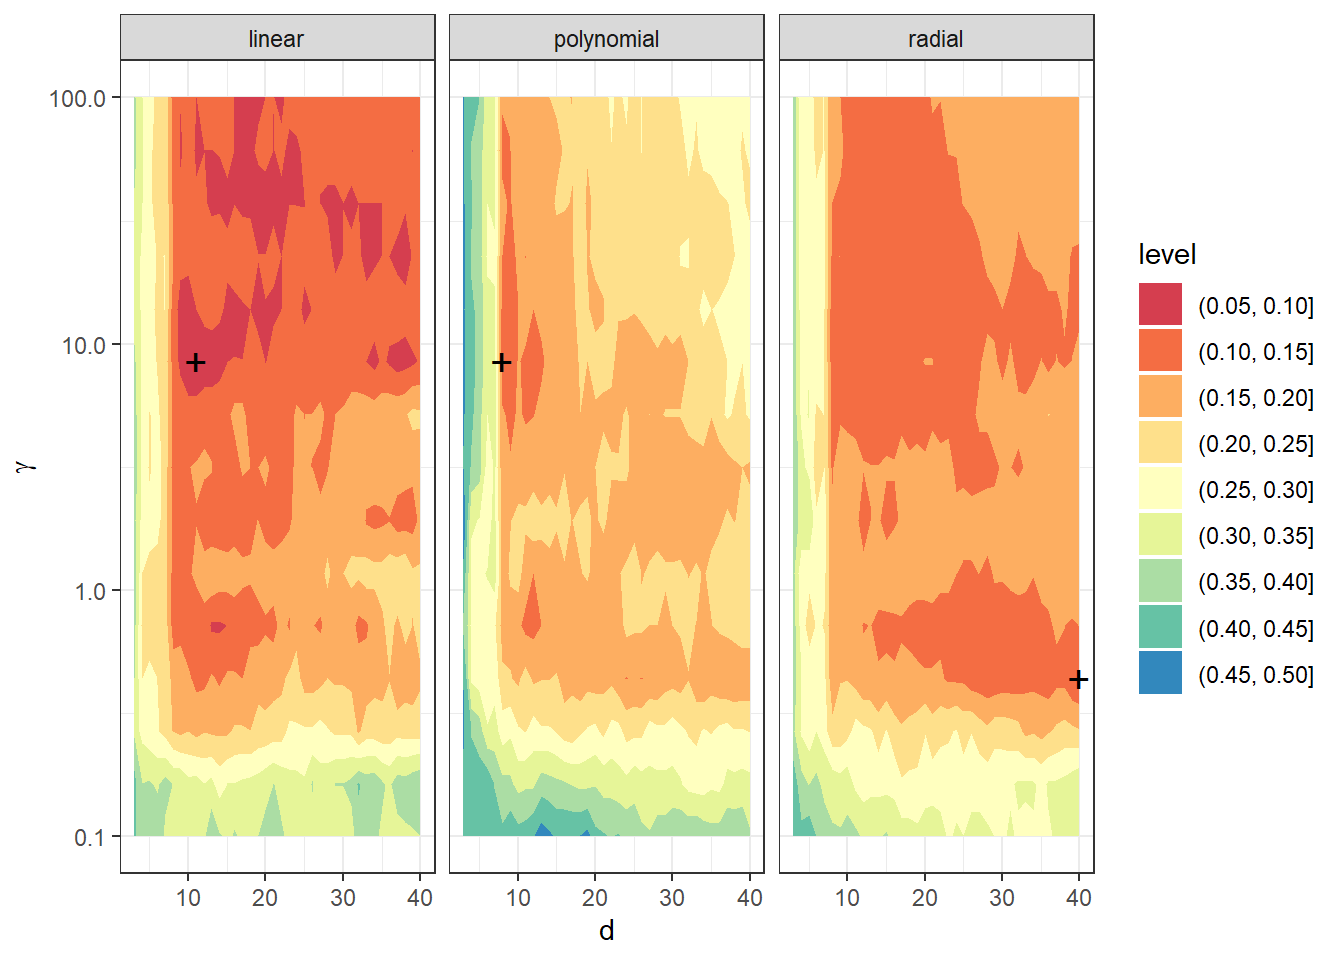 linear
polynomial
radial
100.0
10.0
1.0
0.1
γ
10 20 30 40
10 20 30 40
10 20 30 40
d
level
(0.05, 0.10]
(0.10, 0.15]
(0.15, 0.20]
(0.20, 0.25]
(0.25, 0.30]
(0.30, 0.35]
(0.35, 0.40]
(0.40, 0.45]
(0.45, 0.50]